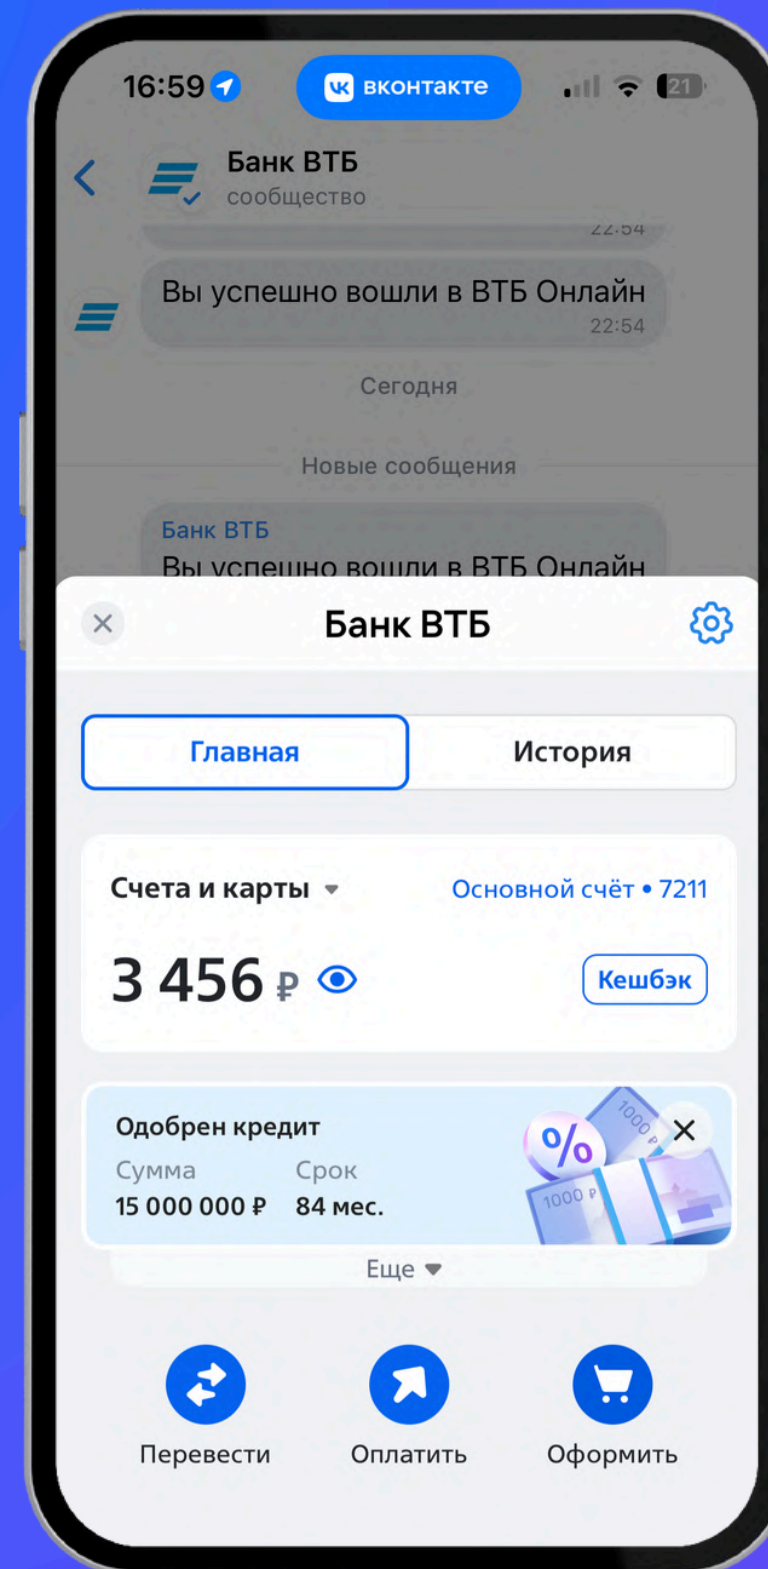 16:59
вконтакте
21
Банк ВТБ
сообщество
22:54
Вы успешно вошли в ВТБ Онлайн
22:54
Сегодня
Новые сообщения
Банк ВТБ
Вы успешно вошли в ВТБ Онлайн
Банк ВТБ
Главная
История
Счета и карты
Основной счёт • 7211
3 456 ₽
Кешбэк
Одобрен кредит
Сумма
Срок
15 000 000 ₽
84 мес.
%
1000 ₽
1000 ₽
Еще
Перевести
Оплатить
Оформить